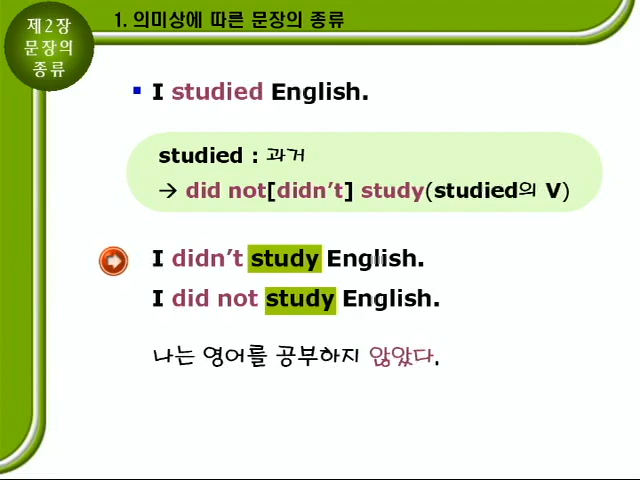 제2장
문장의
종류
1. 의미상에 따른 문장의 종류
▪ I studied English.
studied : 과거
→ did not[didn’t] study(studied의 V)
I didn’t study English.
I did not study English.
나는 영어를 공부하지 않았다.